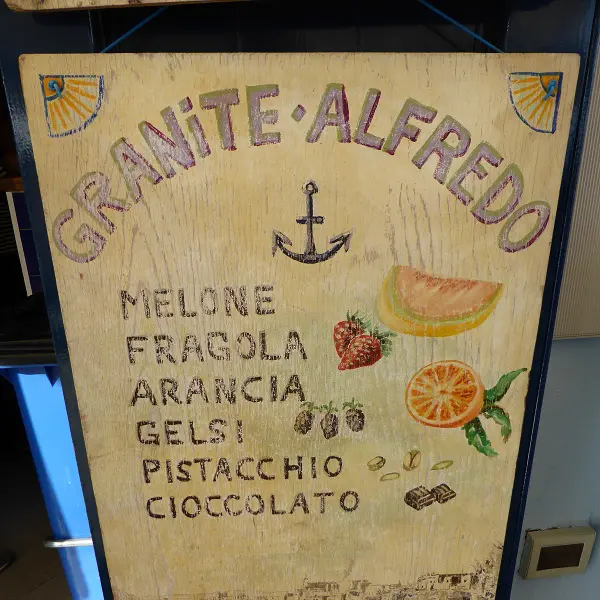 GRANiTE·ALFREDO
MELONE
FRAGOLA
ARANCIA
GELSI
PISTACCHIO
CIOCCOLATO